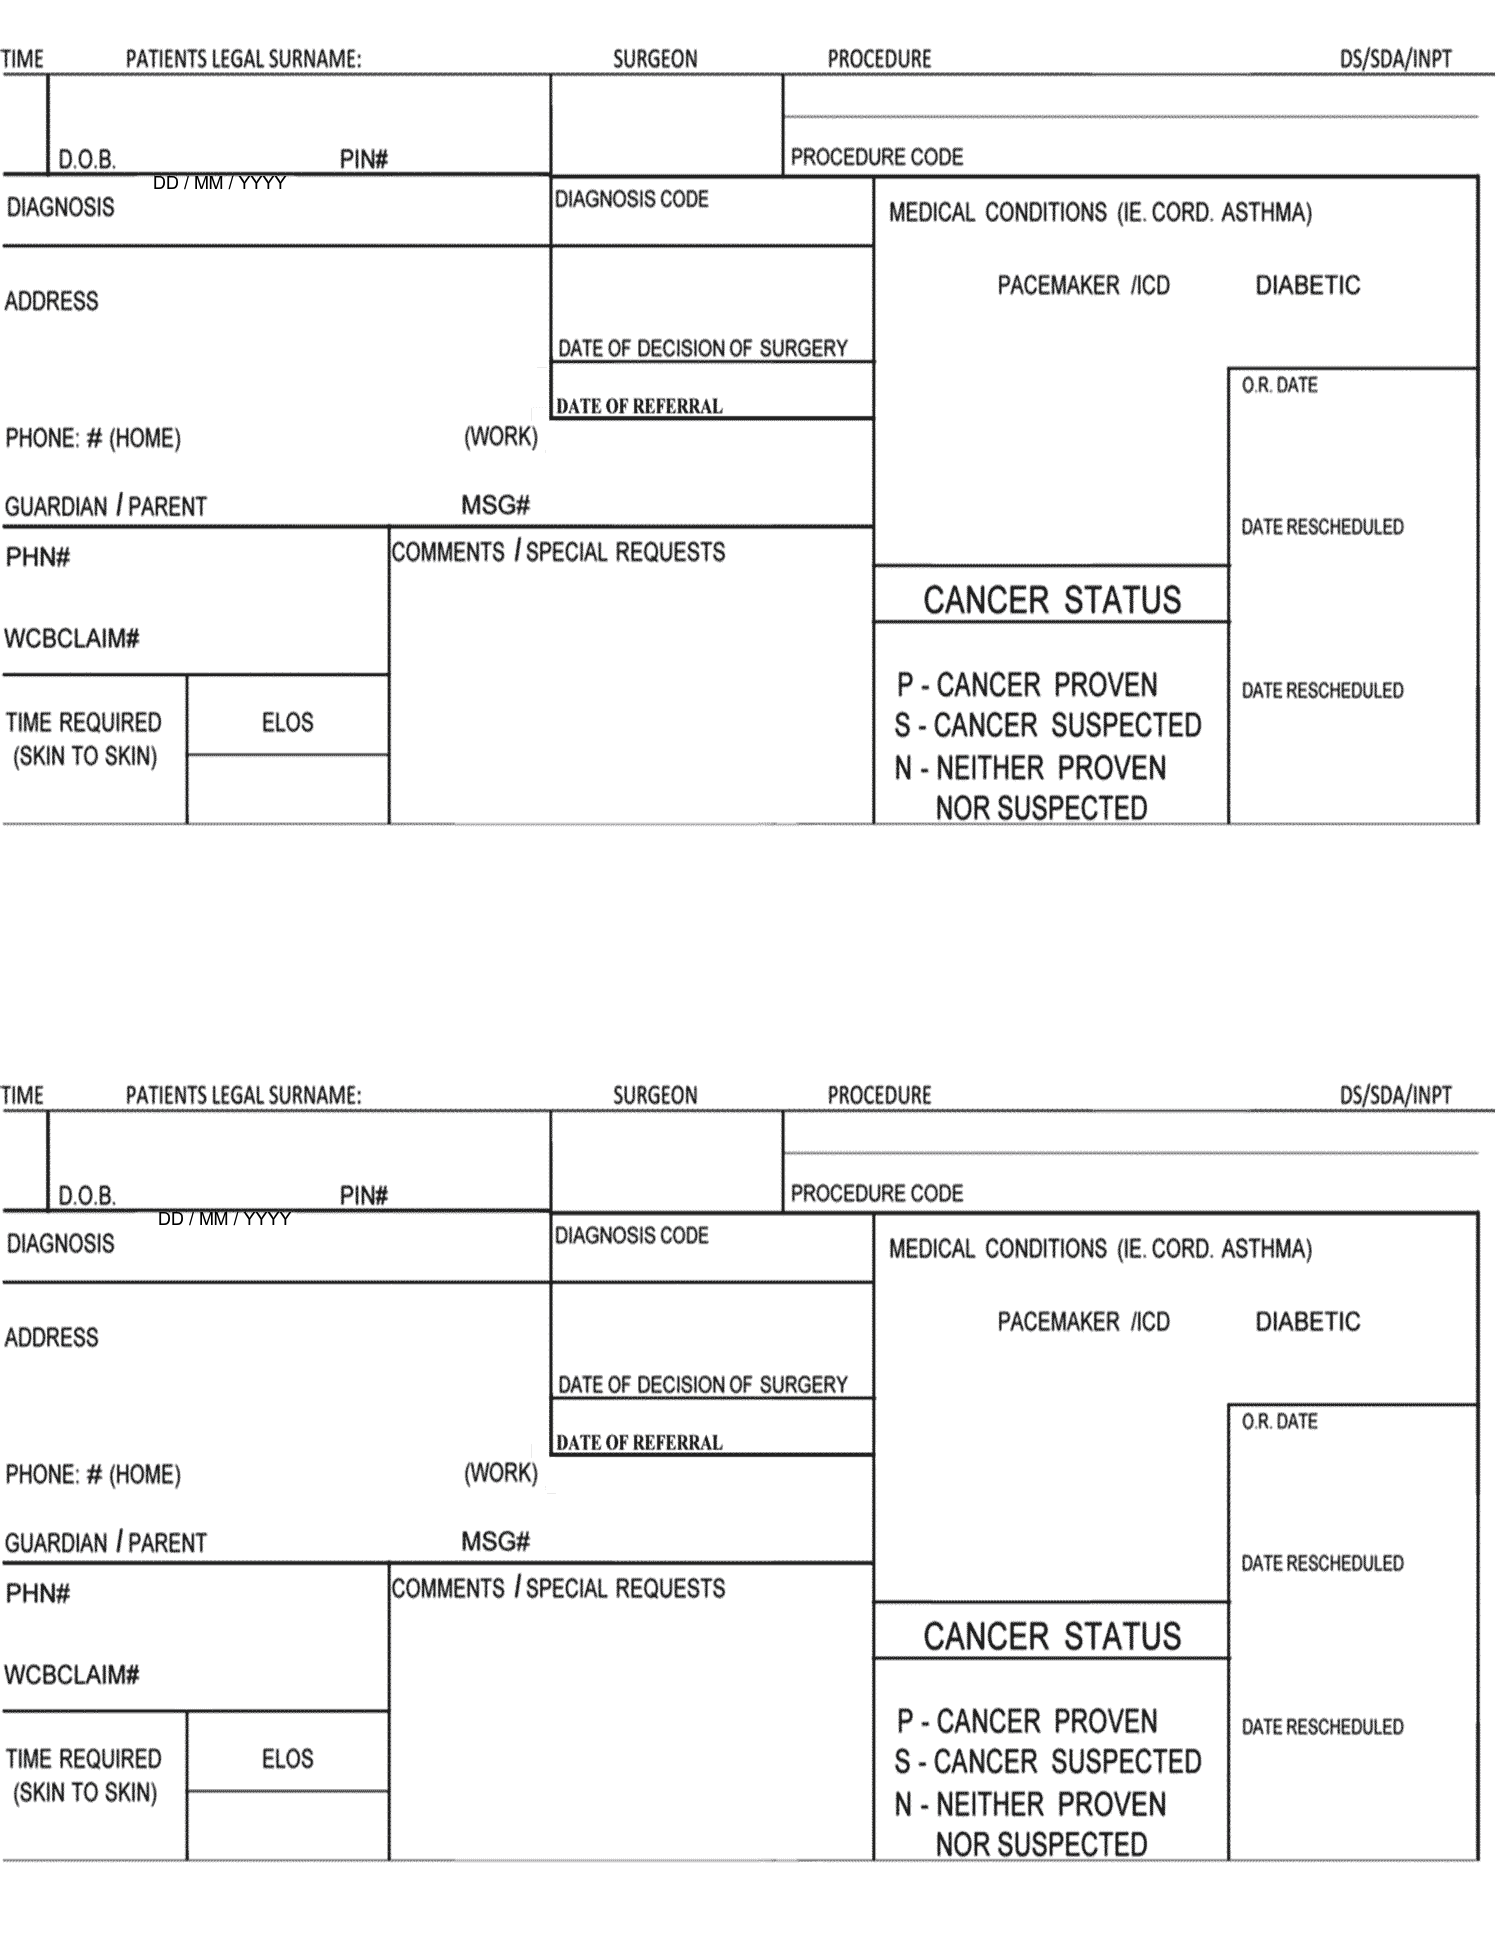 TIME PATIENTS LEGAL SURNAME: SURGEON PROCEDURE DS/SDA/INPT
D.O.B. PIN# PROCEDURE CODE
DD / MM / YYYY
DIAGNOSIS DIAGNOSIS CODE MEDICAL CONDITIONS (IE. CORD. ASTHMA)
PACEMAKER /ICD DIABETIC
ADDRESS
DATE OF DECISION OF SURGERY
O.R. DATE
DATE OF REFERRAL
PHONE: # (HOME) (WORK)
GUARDIAN / PARENT MSG#
DATE RESCHEDULED
PHN# COMMENTS / SPECIAL REQUESTS
CANCER STATUS
WCBCLAIM#
P - CANCER PROVEN DATE RESCHEDULED
TIME REQUIRED ELOS S - CANCER SUSPECTED
(SKIN TO SKIN) N - NEITHER PROVEN
NOR SUSPECTED
TIME PATIENTS LEGAL SURNAME: SURGEON PROCEDURE DS/SDA/INPT
D.O.B. PIN# PROCEDURE CODE
DD / MM / YYYY
DIAGNOSIS DIAGNOSIS CODE MEDICAL CONDITIONS (IE. CORD. ASTHMA)
PACEMAKER /ICD DIABETIC
ADDRESS
DATE OF DECISION OF SURGERY
O.R. DATE
DATE OF REFERRAL
PHONE: # (HOME) (WORK)
GUARDIAN / PARENT MSG#
DATE RESCHEDULED
PHN# COMMENTS / SPECIAL REQUESTS
CANCER STATUS
WCBCLAIM#
P - CANCER PROVEN DATE RESCHEDULED
TIME REQUIRED ELOS S - CANCER SUSPECTED
(SKIN TO SKIN) N - NEITHER PROVEN
NOR SUSPECTED